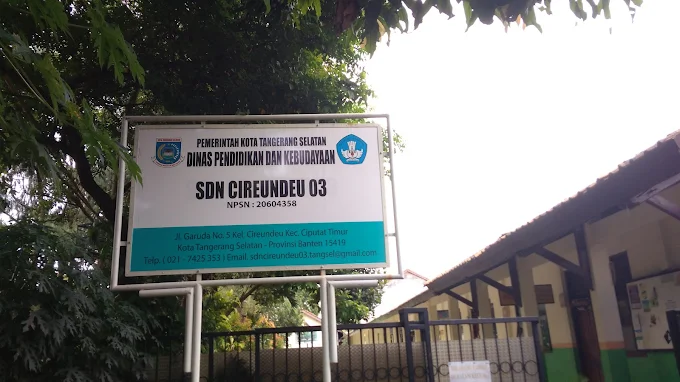 PEMERINTAH KOTA TANGERANG SELATAN
DINAS PENDIDIKAN DAN KEBUDAYAAN
SDN CIREUNDEU 03
NPSN : 20604358
Jl. Garuda No. 5 Kel. Cireundeu Kec. Ciputat Timur
Kota Tangerang Selatan - Provinsi Banten 15419
Telp. ( 021 - 7425 353 ) Email. sdncireundeu03.tangsel@gmail.com